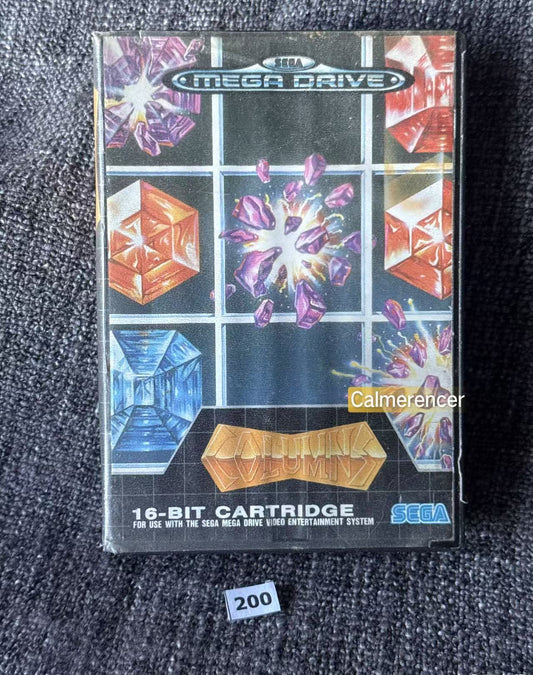 SEGA
MEGA DRIVE
Calmerencer
COLUMNS
16-BIT CARTRIDGE
FOR USE WITH THE SEGA MEGA DRIVE VIDEO ENTERTAINMENT SYSTEM
SEGA
200